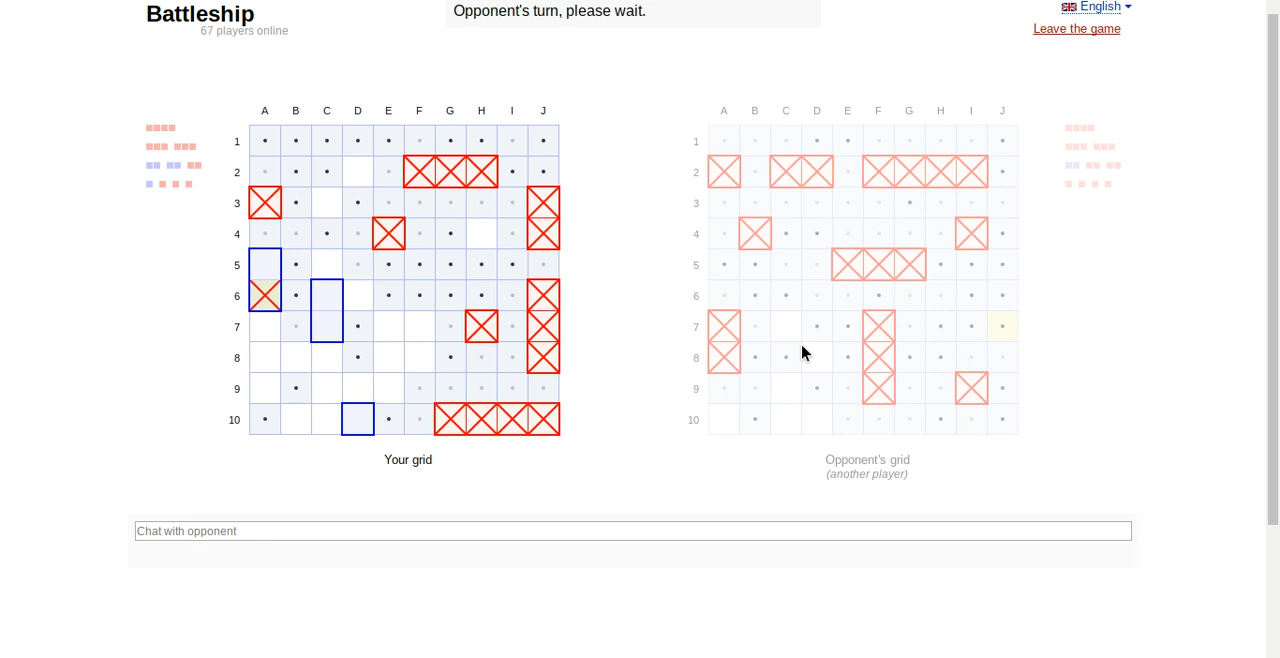 Battleship
67 players online
Opponent's turn, please wait.
English
Leave the game
A B C D E F G H I J
1
2
3
4
5
6
7
8
9
10
Your grid
A B C D E F G H I J
1
2
3
4
5
6
7
8
9
10
Opponent's grid
(another player)
Chat with opponent